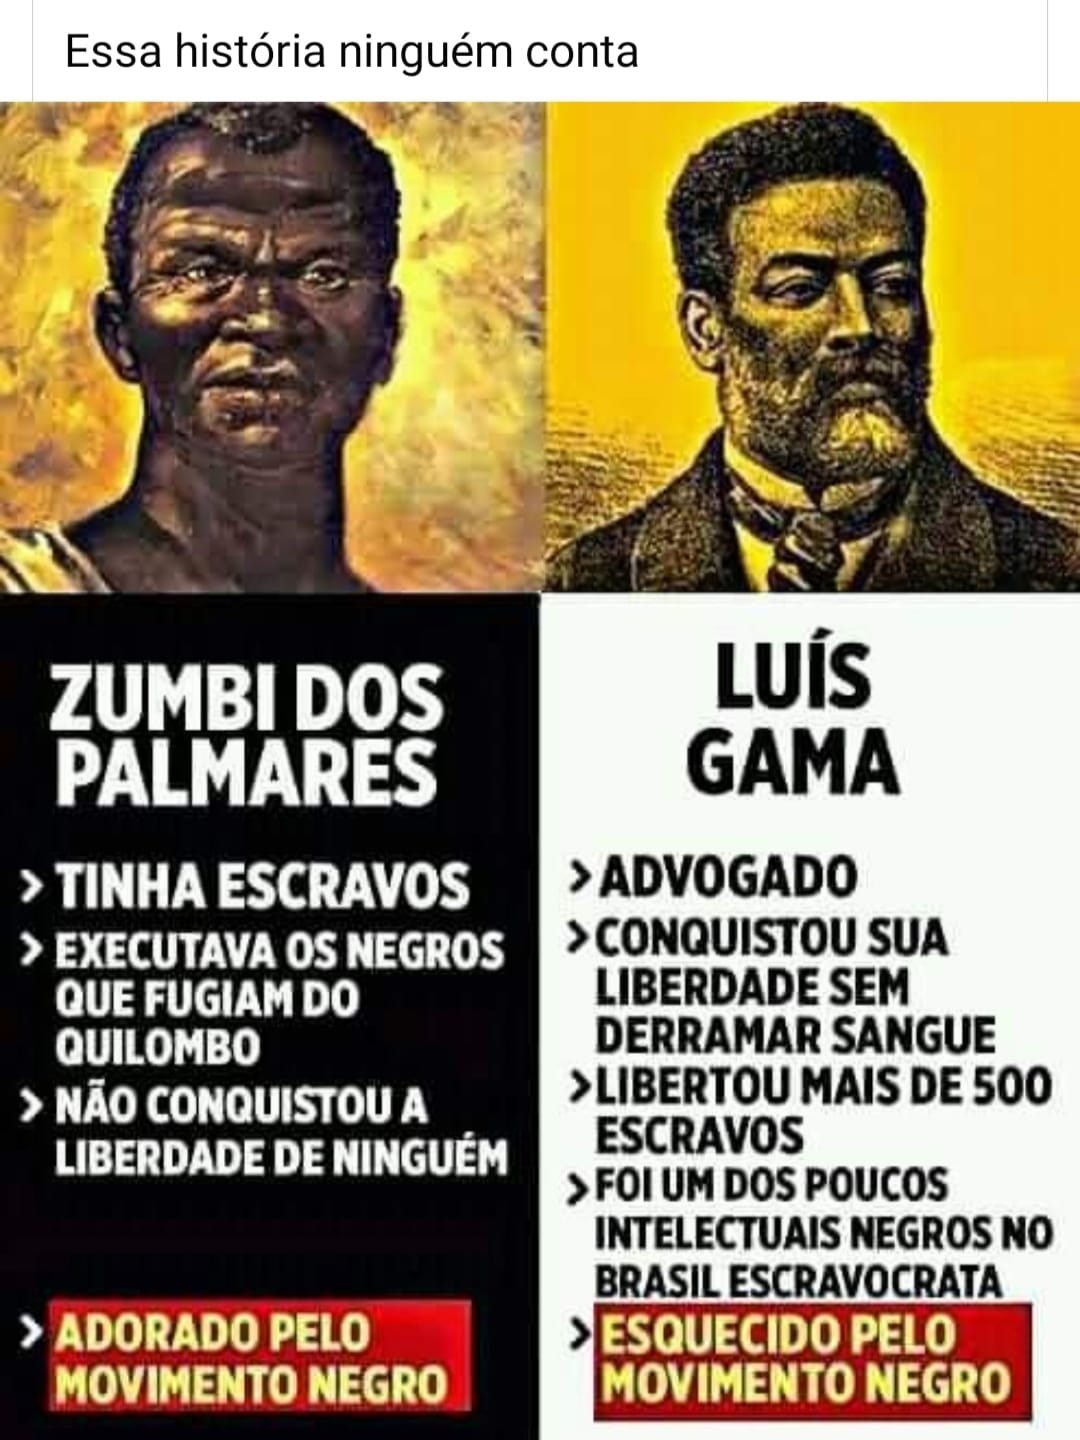 Essa história ninguém conta
ZUMBI DOS
PALMARES
> TINHA ESCRAVOS
> EXECUTAVA OS NEGROS
QUE FUGIAM DO
QUILOMBO
> NÃO CONQUISTOU A
LIBERDADE DE NINGUÉM
> ADORADO PELO
MOVIMENTO NEGRO
LUÍS
GAMA
>ADVOGADO
>CONQUISTOU SUA
LIBERDADE SEM
DERRAMAR SANGUE
>LIBERTOU MAIS DE 500
ESCRAVOS
>FOI UM DOS POUCOS
INTELECTUAIS NEGROS NO
BRASIL ESCRAVOCRATA
>ESQUECIDO PELO
MOVIMENTO NEGRO